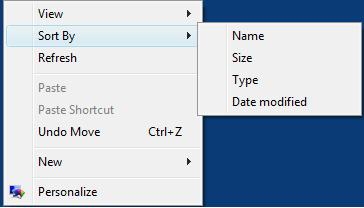 View
Sort By
Refresh
Paste
Paste Shortcut
Undo Move Ctrl+Z
New
Personalize
Name
Size
Type
Date modified